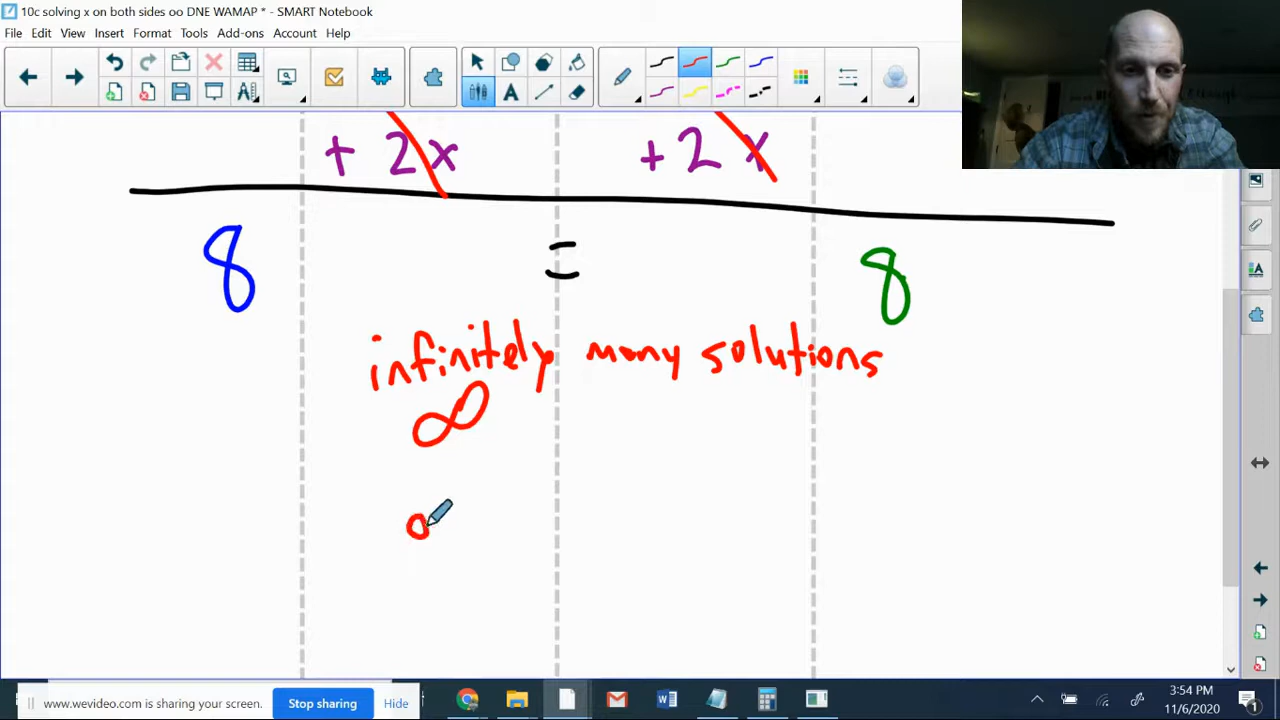 10c solving x on both sides oo DNE WAMAP * - SMART Notebook
File Edit View Insert Format Tools Add-ons Account Help
+ 2x + 2x
8 = 8
infinitely many solutions
∞
o
www.wevideo.com is sharing your screen. Stop sharing Hide
3:54 PM
11/6/2020